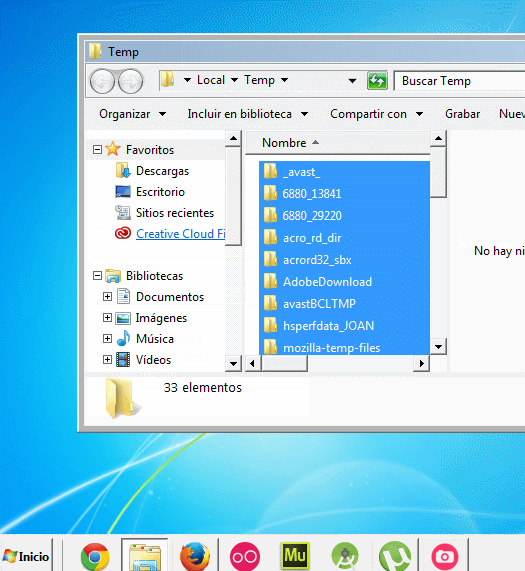 Temp
Local Temp
Buscar Temp
Organizar Incluir en biblioteca Compartir con Grabar Nuev
Nombre
Favoritos
Descargas
Escritorio
Sitios recientes
Creative Cloud Fi
Bibliotecas
Documentos
Imágenes
Música
Vídeos
_avast_
6880_13841
6880_29220
acro_rd_dir
acrord32_sbx
AdobeDownload
avastBCLTMP
hsperfdata_JOAN
mozilla-temp-files
No hay ni
33 elementos
Inicio
Mu